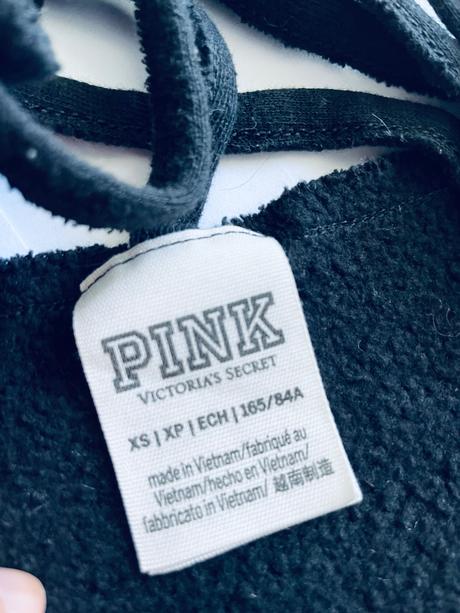 PINK
VICTORIA'S SECRET
XS | XP | ECH | 165/84A
made in Vietnam/fabriqué au
Vietnam/hecho en Vietnam/
fabbricato in Vietnam/ 越南制造